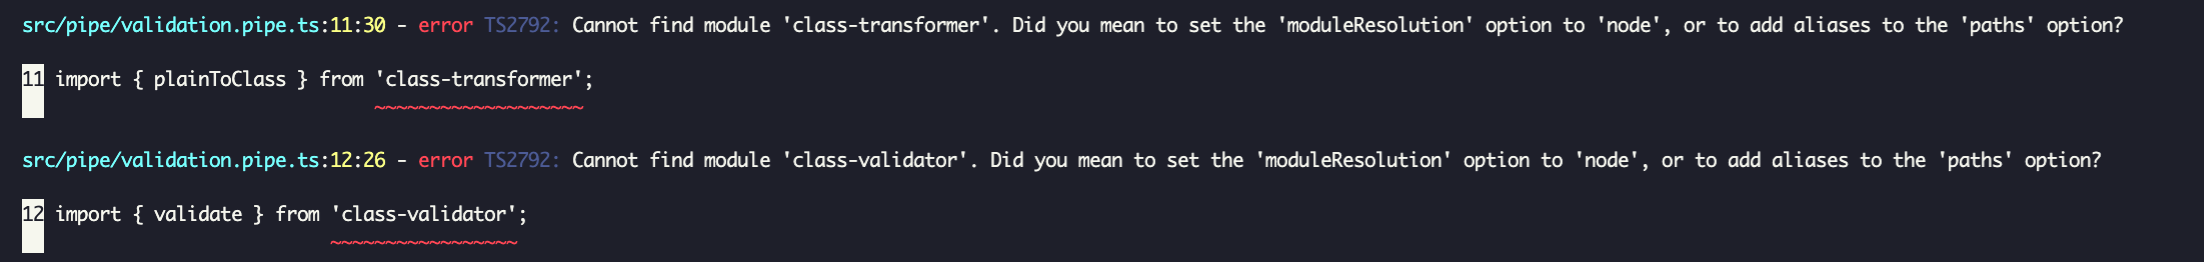 src/pipe/validation.pipe.ts:11:30 - error TS2792: Cannot find module 'class-transformer'. Did you mean to set the 'moduleResolution' option to 'node', or to add aliases to the 'paths' option?
11 import { plainToClass } from 'class-transformer';
~~~~~~~~~~~~~~~~~~~
src/pipe/validation.pipe.ts:12:26 - error TS2792: Cannot find module 'class-validator'. Did you mean to set the 'moduleResolution' option to 'node', or to add aliases to the 'paths' option?
12 import { validate } from 'class-validator';
~~~~~~~~~~~~~~~~~